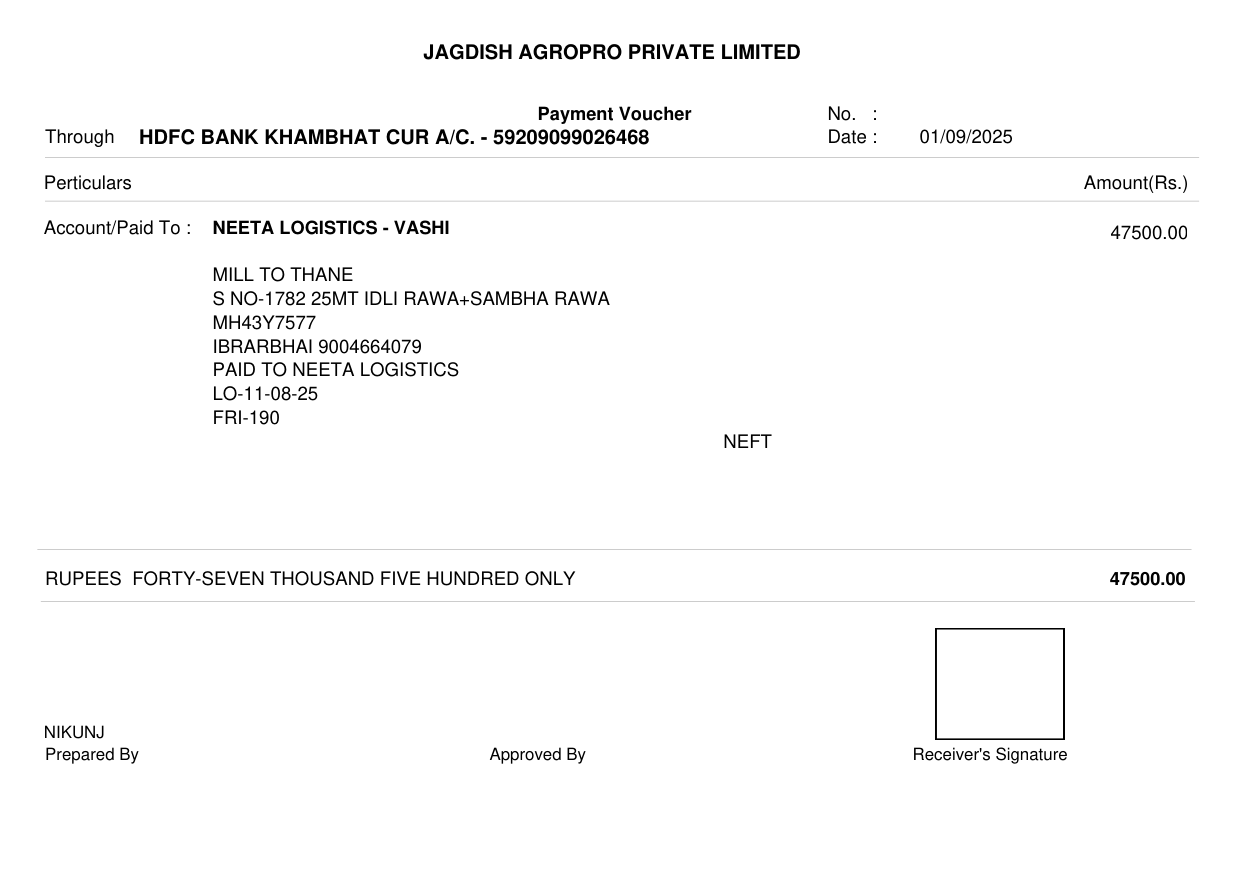 JAGDISH AGROPRO PRIVATE LIMITED
Payment Voucher No. :
Through HDFC BANK KHAMBHAT CUR A/C. - 59209099026468 Date : 01/09/2025
Perticulars Amount(Rs.)
Account/Paid To : NEETA LOGISTICS - VASHI 47500.00
MILL TO THANE
S NO-1782 25MT IDLI RAWA+SAMBHA RAWA
MH43Y7577
IBRARBHAI 9004664079
PAID TO NEETA LOGISTICS
LO-11-08-25
FRI-190
NEFT
RUPEES FORTY-SEVEN THOUSAND FIVE HUNDRED ONLY 47500.00
NIKUNJ
Prepared By Approved By Receiver's Signature